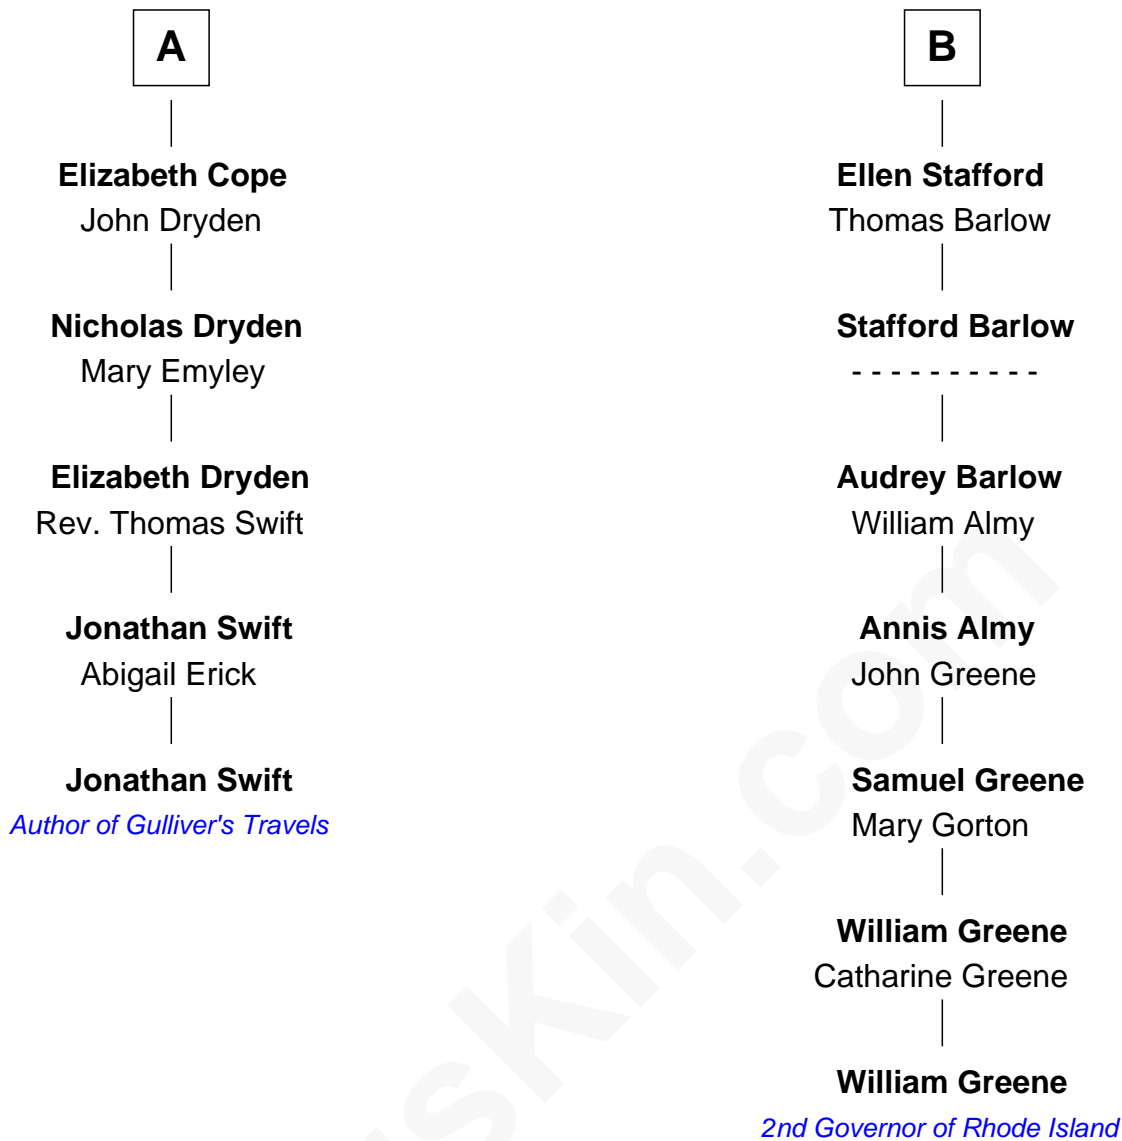 A
Elizabeth Cope
John Dryden
Nicholas Dryden
Mary Emyley
Elizabeth Dryden
Rev. Thomas Swift
Jonathan Swift
Abigail Erick
Jonathan Swift
Author of Gulliver's Travels
B
Ellen Stafford
Thomas Barlow
Stafford Barlow
- - - - - - - - - -
Audrey Barlow
William Almy
Annis Almy
John Greene
Samuel Greene
Mary Gorton
William Greene
Catharine Greene
William Greene
2nd Governor of Rhode Island